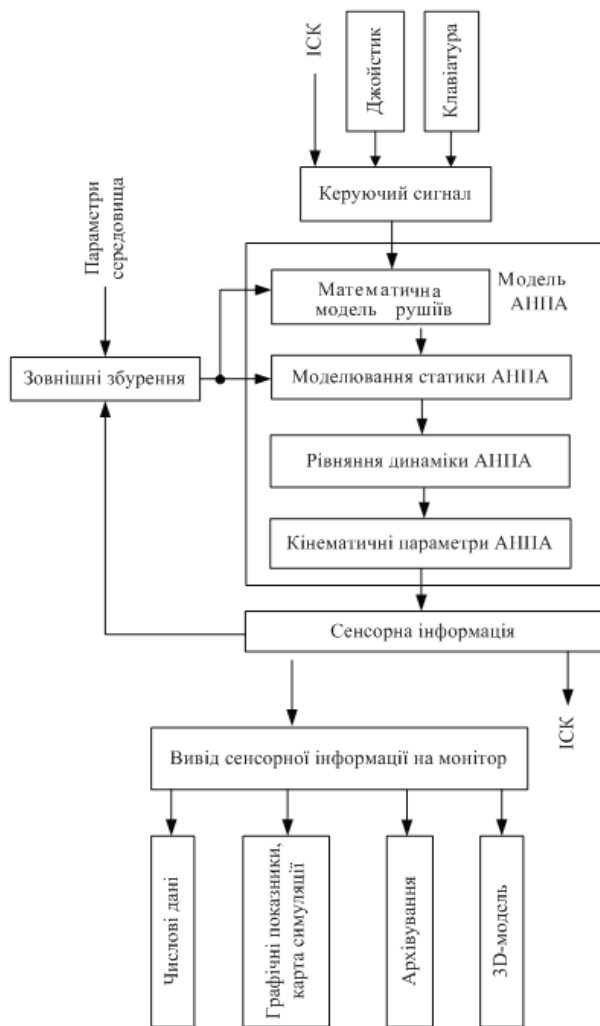 ІСК
Джойстик
Клавіатура
Керуючий сигнал
Параметри
середовища
Математична
модель рушіїв
Модель
АНПА
Зовнішні збурення
Моделювання статики АНПА
Рівняння динаміки АНПА
Кінематичні параметри АНПА
Сенсорна інформація
ІСК
Вивід сенсорної інформації на монітор
Числові дані
Графічні показники,
карта симуляції
Архівування
3D-модель